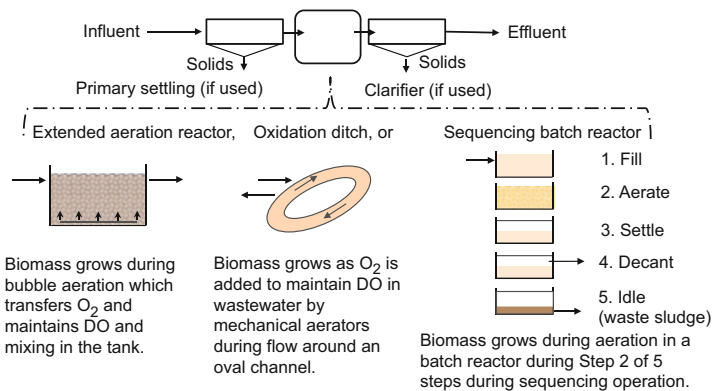 Influent
Effluent
Solids
Solids
Primary settling (if used)
Clarifier (if used)
Extended aeration reactor,
Oxidation ditch, or
Sequencing batch reactor
1. Fill
2. Aerate
3. Settle
4. Decant
5. Idle
(waste sludge)
Biomass grows during
bubble aeration which
transfers O2 and
maintains DO and
mixing in the tank.
Biomass grows as O2 is
added to maintain DO in
wastewater by
mechanical aerators
during flow around an
oval channel.
Biomass grows during aeration in a
batch reactor during Step 2 of 5
steps during sequencing operation.